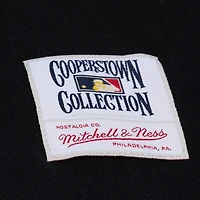 COOPERSTOWN
COLLECTION
NOSTALGIA CO.
Mitchell & Ness
PHILADELPHIA, PA.